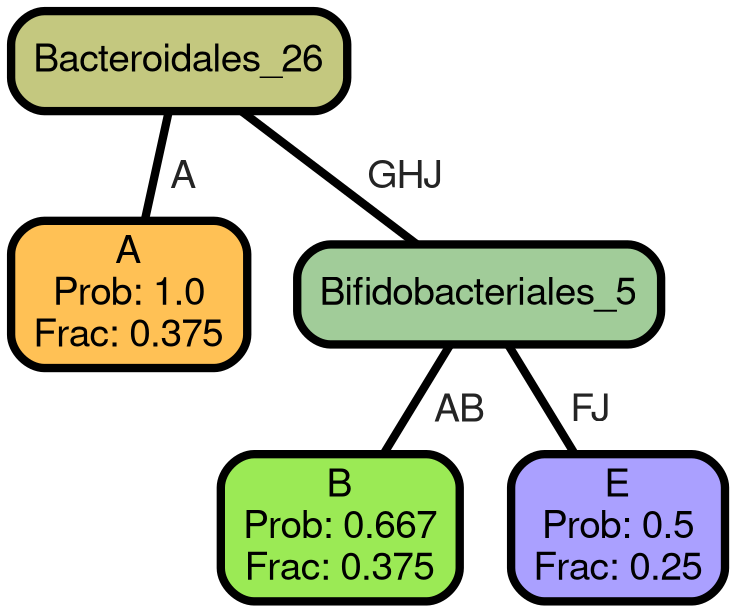 Bacteroidales_26
A
GHJ
A
Prob: 1.0
Frac: 0.375
Bifidobacteriales_5
AB
FJ
B
Prob: 0.667
Frac: 0.375
E
Prob: 0.5
Frac: 0.25